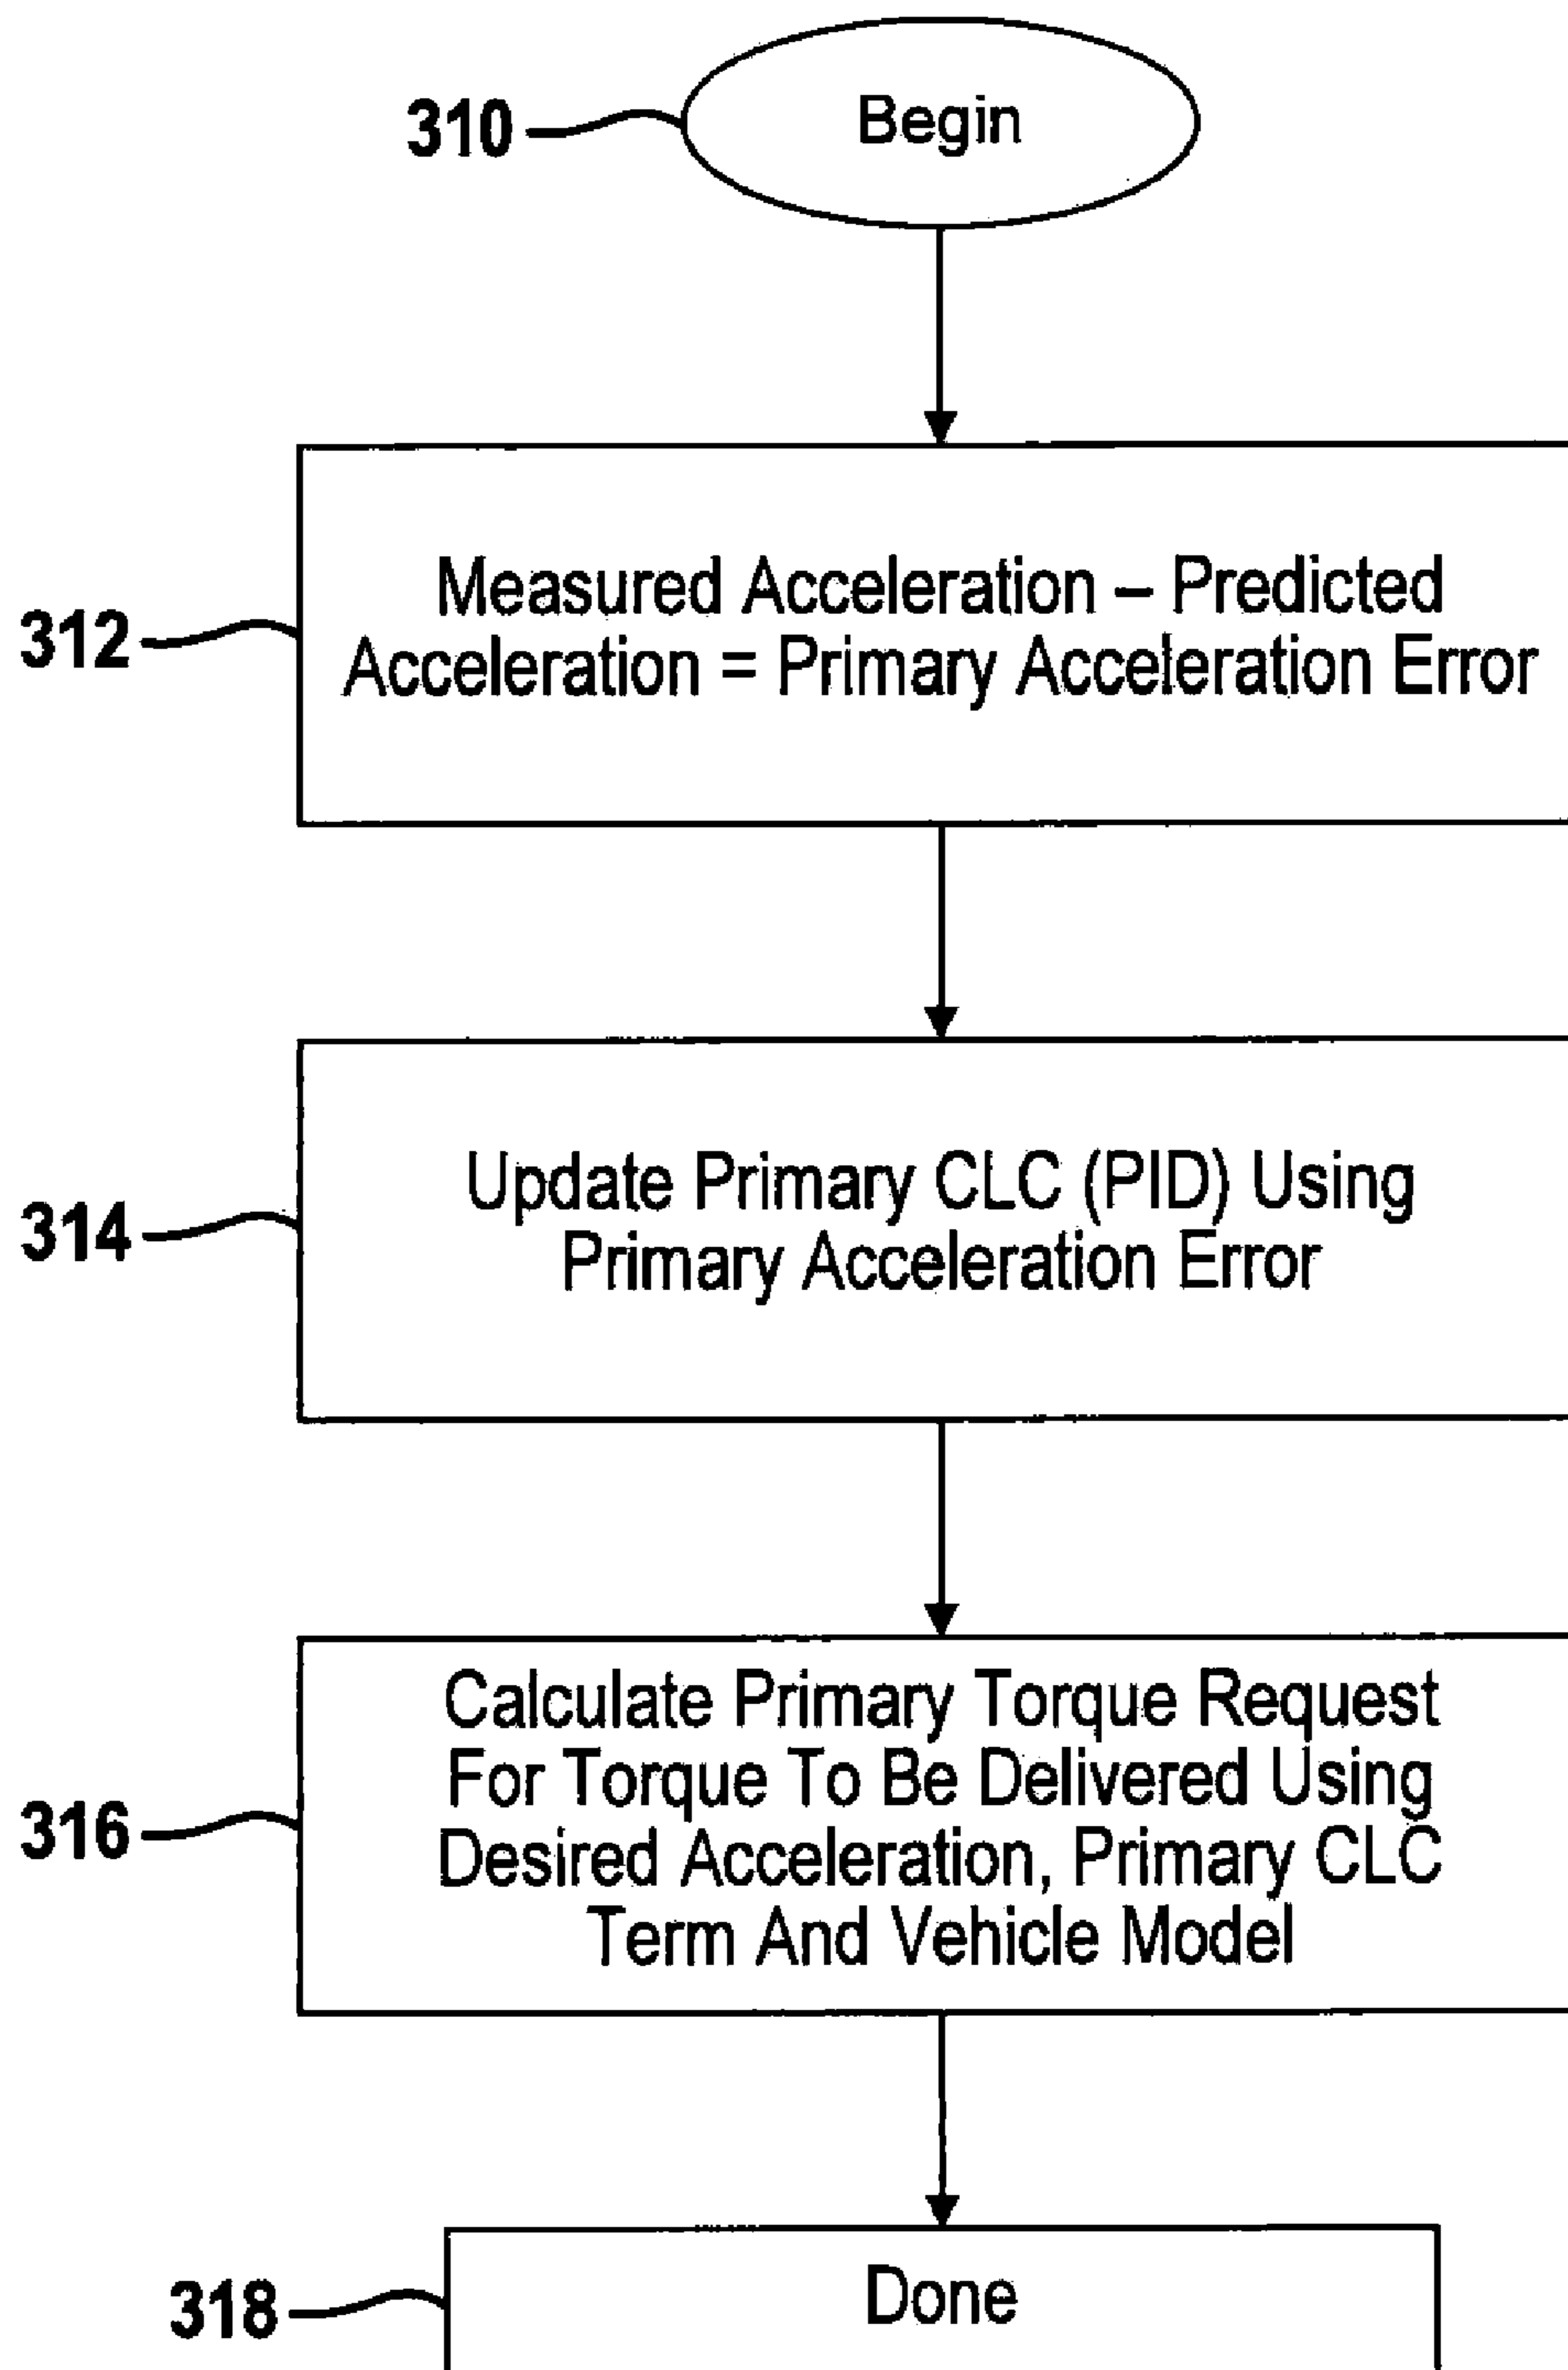 310
Begin
312
Measured Acceleration – Predicted
Acceleration = Primary Acceleration Error
314
Update Primary CLC (PID) Using
Primary Acceleration Error
316
Calculate Primary Torque Request
For Torque To Be Delivered Using
Desired Acceleration, Primary CLC
Term And Vehicle Model
318
Done